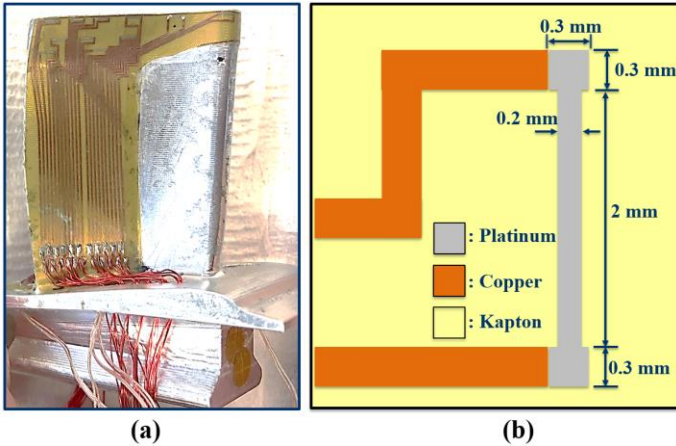 0.3 mm
0.3 mm
0.2 mm
2 mm
: Platinum
: Copper
: Kapton
0.3 mm
(a)
(b)